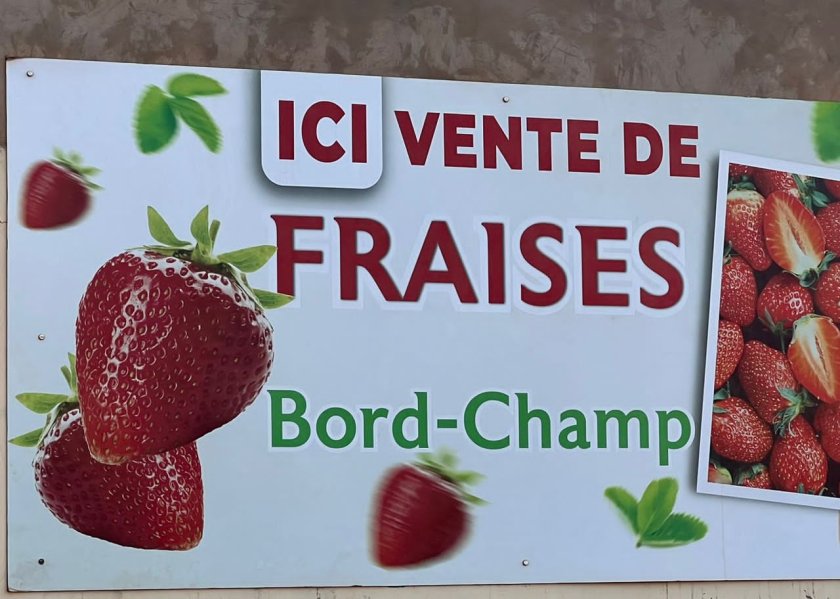 ICI VENTE DE
FRAISES
Bord-Champ